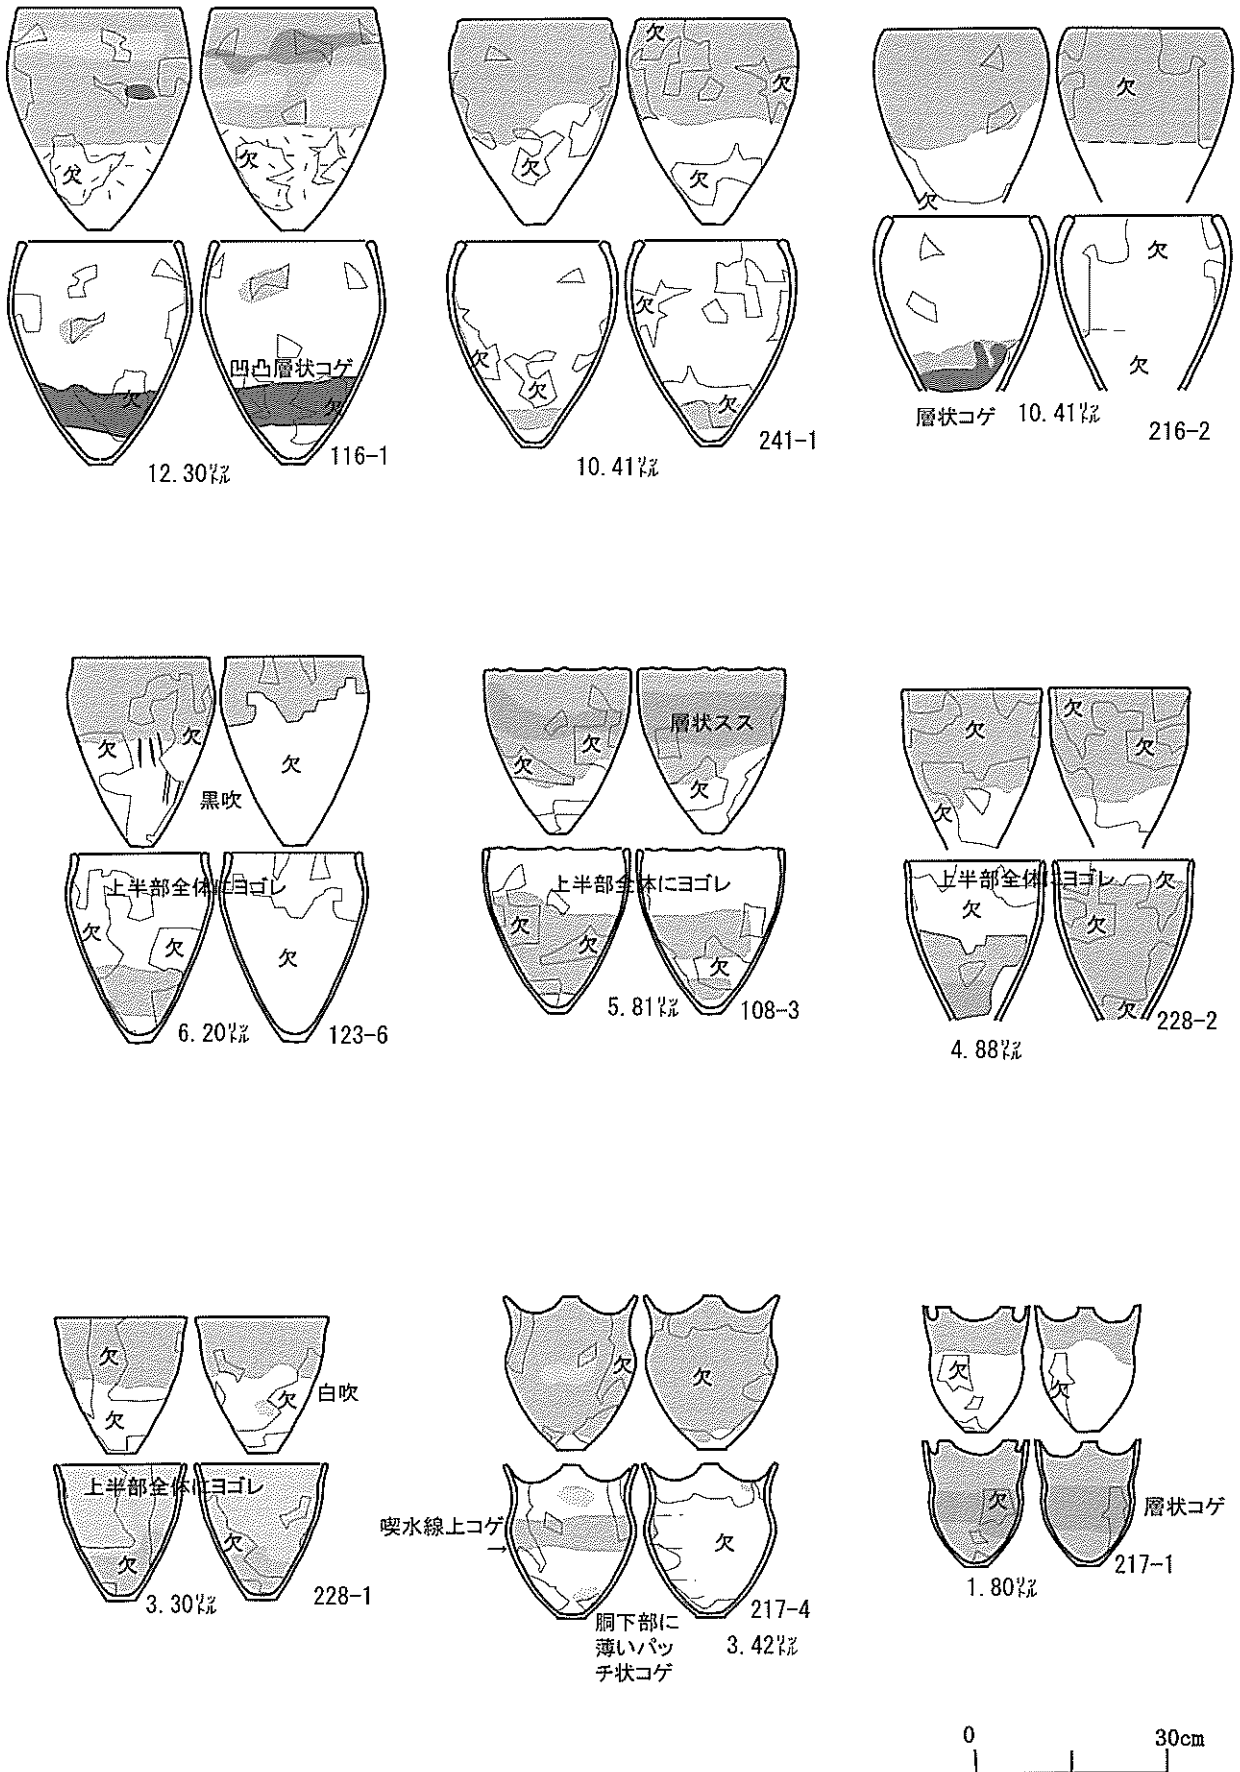 欠 欠 欠 欠 欠 欠 欠
欠 欠
凹凸層状コゲ
欠 欠 欠 欠 欠 欠 欠
116-1
12.30リットル
241-1
10.41リットル
層状コゲ 10.41リットル
216-2
層状スス
欠 欠 欠 欠 欠 欠
欠 欠 欠 欠
黒吹
上半部全体にヨゴレ
上半部全体にヨゴレ
上半部全体にヨゴレ
欠 欠 欠 欠 欠 欠 欠 欠 欠 欠
6.20リットル
123-6
5.81リットル
108-3
228-2
4.88リットル
欠 欠 欠 欠 欠 欠 欠
白吹
上半部全体にヨゴレ
喫水線上コゲ
→
層状コゲ
欠 欠 欠 欠
3.30リットル
228-1
217-4
胴下部に
薄いパッ
チ状コゲ
3.42リットル
217-1
1.80リットル
0 30cm